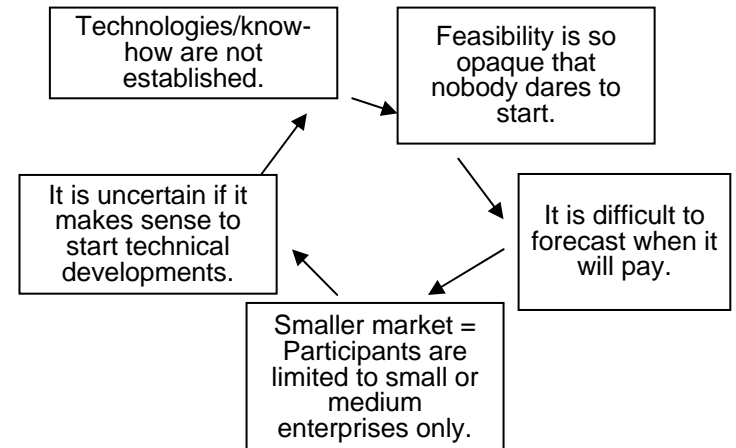 Technologies/know-
how are not
established.
Feasibility is so
opaque that
nobody dares to
start.
It is difficult to
forecast when it
will pay.
Smaller market =
Participants are
limited to small or
medium
enterprises only.
It is uncertain if it
makes sense to
start technical
developments.